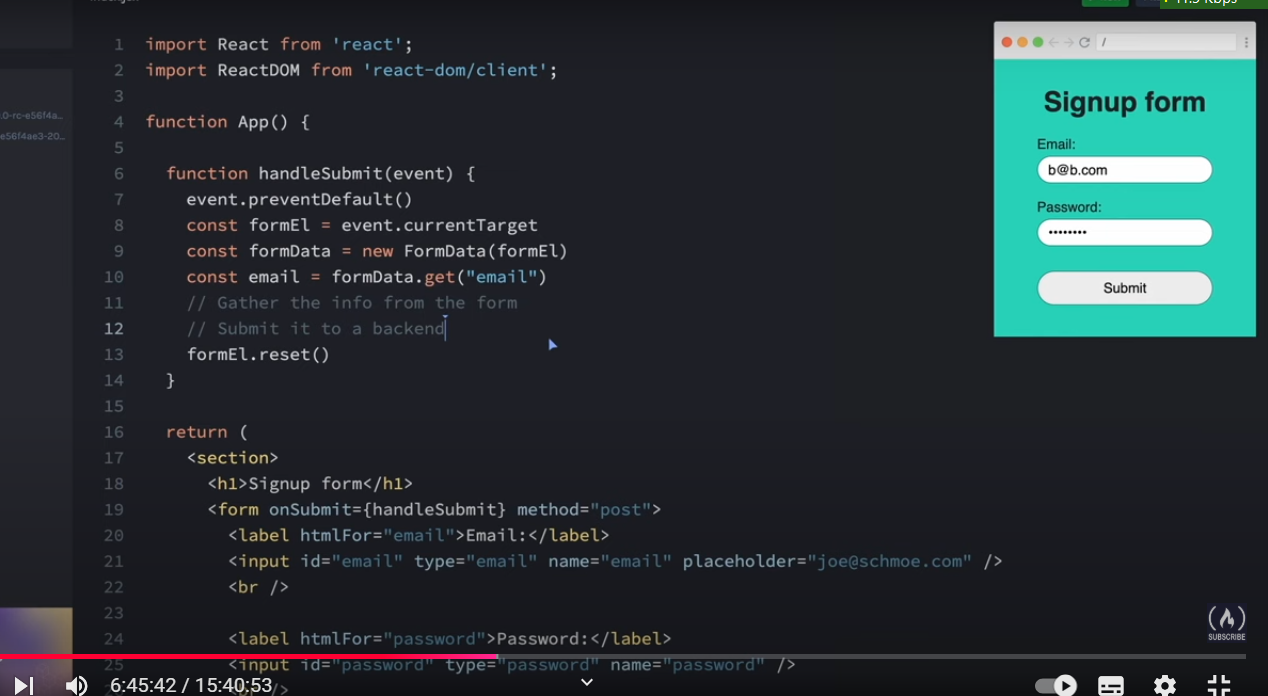 11.3 Kbps
1 import React from 'react';
2 import ReactDOM from 'react-dom/client';
3
4 function App() {
5
6 function handleSubmit(event) {
7 event.preventDefault()
8 const formEl = event.currentTarget
9 const formData = new FormData(formEl)
10 const email = formData.get("email")
11 // Gather the info from the form
12 // Submit it to a backend
13 formEl.reset()
14 }
15
16 return (
17 <section>
18 <h1>Signup form</h1>
19 <form onSubmit={handleSubmit} method="post">
20 <label htmlFor="email">Email:</label>
21 <input id="email" type="email" name="email" placeholder="joe@schmoe.com" />
22 <br />
23
24 <label htmlFor="password">Password:</label>
25 <input id="password" type="password" name="password" />
.0-rc-e56f4a...
e56f4ae3-20...
/
Signup form
Email:
b@b.com
Password:
••••••••
Submit
SUBSCRIBE
6:45:42 / 15:40:53